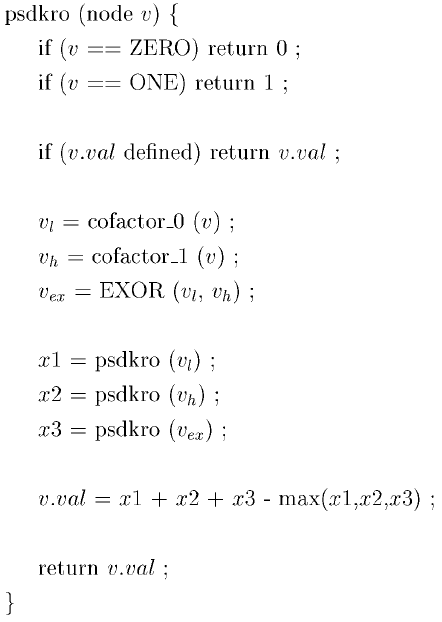 psdkro (node v) {
if (v == ZERO) return 0 ;
if (v == ONE) return 1 ;
if (v.val defined) return v.val ;
v_l = cofactor_0 (v) ;
v_h = cofactor_1 (v) ;
v_ex = EXOR (v_l, v_h) ;
x1 = psdkro (v_l) ;
x2 = psdkro (v_h) ;
x3 = psdkro (v_ex) ;
v.val = x1 + x2 + x3 - max(x1,x2,x3) ;
return v.val ;
}